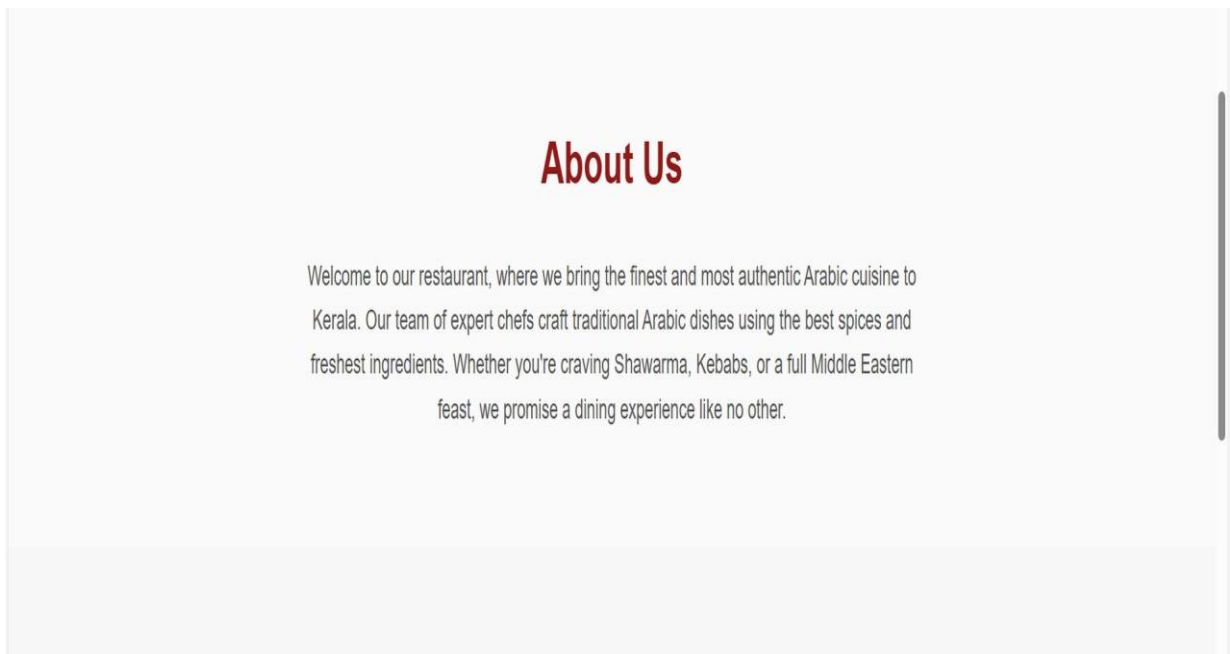 About Us
Welcome to our restaurant, where we bring the finest and most authentic Arabic cuisine to
Kerala. Our team of expert chefs craft traditional Arabic dishes using the best spices and
freshest ingredients. Whether you're craving Shawarma, Kebabs, or a full Middle Eastern
feast, we promise a dining experience like no other.